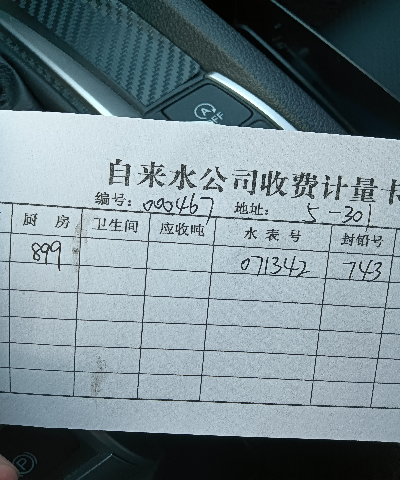 A
OFF
自来水公司收费计量卡
编号: 000467 地址: 5-301
厨房 卫生间 应收吨 水表号 封铅号
899 071342 743
P